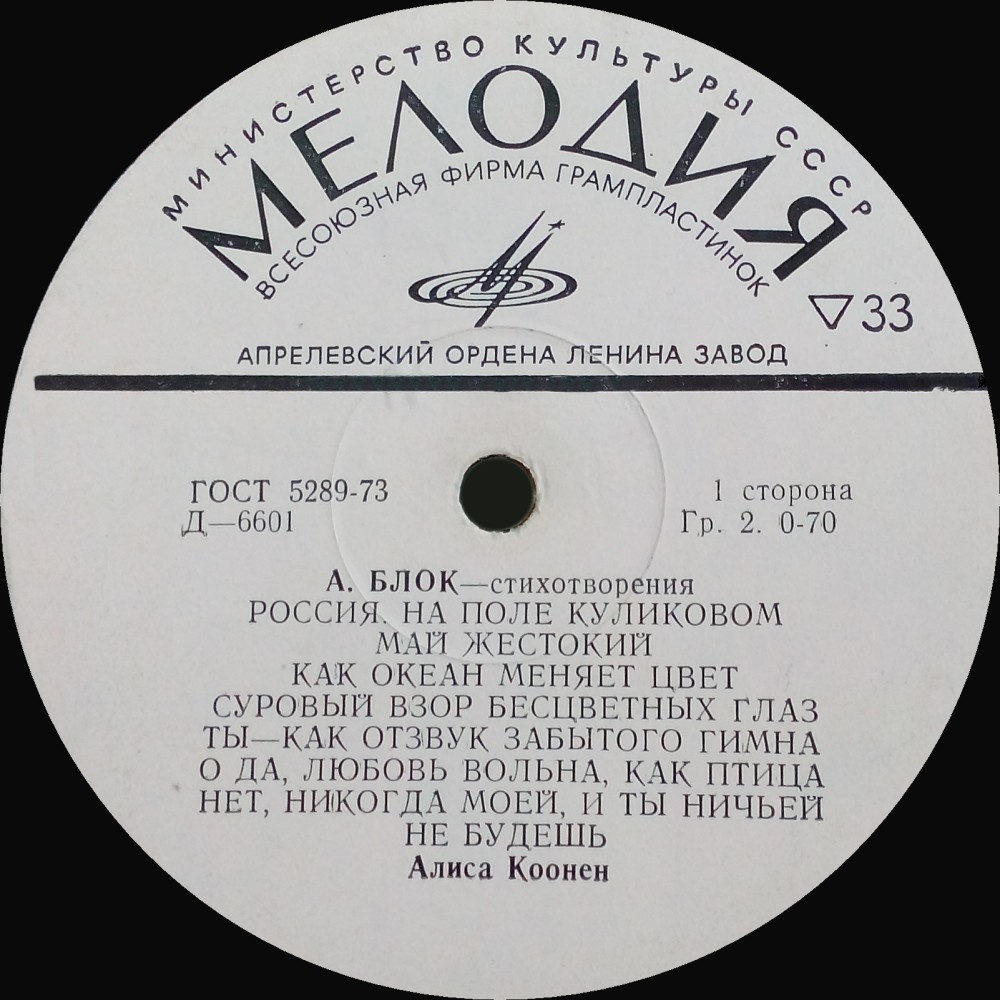 МИНИСТЕРСТВО КУЛЬТУРЫ СССР
МЕЛОДИЯ
ВСЕСОЮЗНАЯ ФИРМА ГРАМПЛАСТИНОК
33
АПРЕЛЕВСКИЙ ОРДЕНА ЛЕНИНА ЗАВОД
ГОСТ 5289-73
1 сторона
Д—6601
Гр. 2. 0-70
А. БЛОК—стихотворения
РОССИЯ. НА ПОЛЕ КУЛИКОВОМ
МАЙ ЖЕСТОКИЙ
КАК ОКЕАН МЕНЯЕТ ЦВЕТ
СУРОВЫЙ ВЗОР БЕСЦВЕТНЫХ ГЛАЗ
ТЫ—КАК ОТЗВУК ЗАБЫТОГО ГИМНА
О ДА, ЛЮБОВЬ ВОЛЬНА, КАК ПТИЦА
НЕТ, НИКОГДА МОЕЙ, И ТЫ НИЧЬЕЙ
НЕ БУДЕШЬ
Алиса Коонен